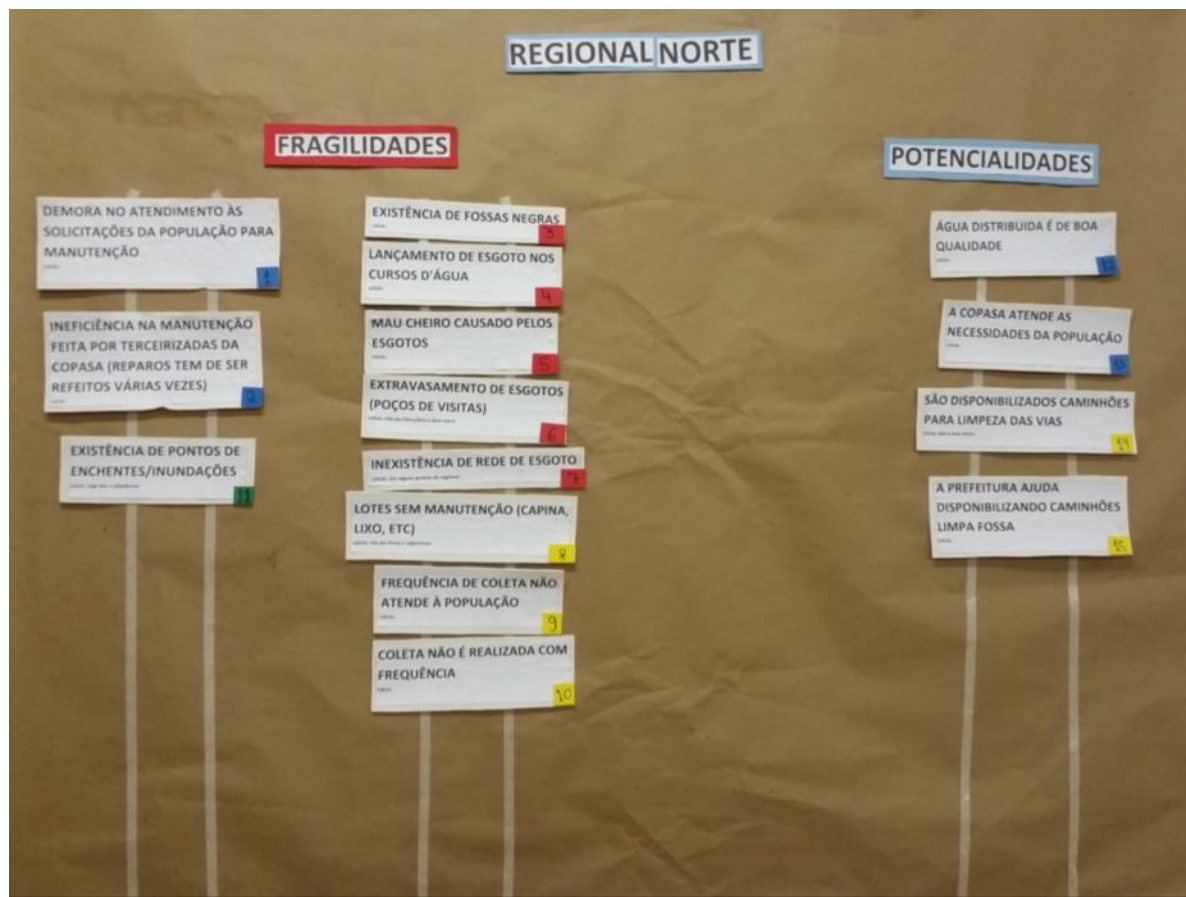 REGIONAL NORTE
FRAGILIDADES
DEMORA NO ATENDIMENTO ÀS
SOLICITAÇÕES DA POPULAÇÃO PARA
MANUTENÇÃO
1
INEFICIÊNCIA NA MANUTENÇÃO
FEITA POR TERCEIRIZADAS DA
COPASA (REPAROS TEM DE SER
REFEITOS VÁRIAS VEZES)
2
EXISTÊNCIA DE PONTOS DE
ENCHENTES/INUNDAÇÕES
11
EXISTÊNCIA DE FOSSAS NEGRAS
3
LANÇAMENTO DE ESGOTO NOS
CURSOS D'ÁGUA
4
MAU CHEIRO CAUSADO PELOS
ESGOTOS
5
EXTRAVASAMENTO DE ESGOTOS
(POÇOS DE VISITAS)
6
INEXISTÊNCIA DE REDE DE ESGOTO
7
LOTES SEM MANUTENÇÃO (CAPINA,
LIXO, ETC)
8
FREQUÊNCIA DE COLETA NÃO
ATENDE À POPULAÇÃO
9
COLETA NÃO É REALIZADA COM
FREQUÊNCIA
10
POTENCIALIDADES
ÁGUA DISTRIBUIDA É DE BOA
QUALIDADE
12
A COPASA ATENDE AS
NECESSIDADES DA POPULAÇÃO
13
SÃO DISPONIBILIZADOS CAMINHÕES
PARA LIMPEZA DAS VIAS
14
A PREFEITURA AJUDA
DISPONIBILIZANDO CAMINHÕES
LIMPA FOSSA
15